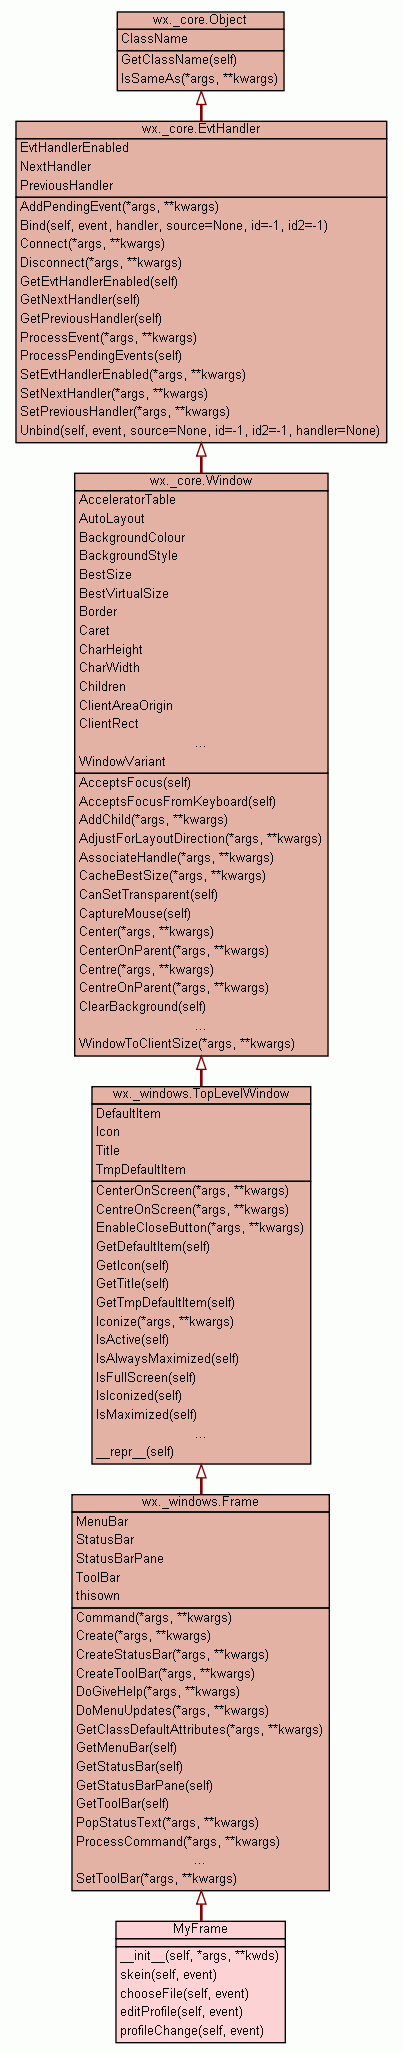 wx._core.Object
ClassName
GetClassName(self)
IsSameAs(*args, **kwargs)
wx._core.EvtHandler
EvtHandlerEnabled
NextHandler
PreviousHandler
AddPendingEvent(*args, **kwargs)
Bind(self, event, handler, source=None, id=-1, id2=-1)
Connect(*args, **kwargs)
Disconnect(*args, **kwargs)
GetEvtHandlerEnabled(self)
GetNextHandler(self)
GetPreviousHandler(self)
ProcessEvent(*args, **kwargs)
ProcessPendingEvents(self)
SetEvtHandlerEnabled(*args, **kwargs)
SetNextHandler(*args, **kwargs)
SetPreviousHandler(*args, **kwargs)
Unbind(self, event, source=None, id=-1, id2=-1, handler=None)
wx._core.Window
AcceleratorTable
AutoLayout
BackgroundColour
BackgroundStyle
BestSize
BestVirtualSize
Border
Caret
CharHeight
CharWidth
Children
ClientAreaOrigin
ClientRect
...
WindowVariant
AcceptsFocus(self)
AcceptsFocusFromKeyboard(self)
AddChild(*args, **kwargs)
AdjustForLayoutDirection(*args, **kwargs)
AssociateHandle(*args, **kwargs)
CacheBestSize(*args, **kwargs)
CanSetTransparent(self)
CaptureMouse(self)
Center(*args, **kwargs)
CenterOnParent(*args, **kwargs)
Centre(*args, **kwargs)
CentreOnParent(*args, **kwargs)
ClearBackground(self)
...
WindowToClientSize(*args, **kwargs)
wx._windows.TopLevelWindow
DefaultItem
Icon
Title
TmpDefaultItem
CenterOnScreen(*args, **kwargs)
CentreOnScreen(*args, **kwargs)
EnableCloseButton(*args, **kwargs)
GetDefaultItem(self)
GetIcon(self)
GetTitle(self)
GetTmpDefaultItem(self)
Iconize(*args, **kwargs)
IsActive(self)
IsAlwaysMaximized(self)
IsFullScreen(self)
IsIconized(self)
IsMaximized(self)
...
__repr__(self)
wx._windows.Frame
MenuBar
StatusBar
StatusBarPane
ToolBar
thisown
Command(*args, **kwargs)
Create(*args, **kwargs)
CreateStatusBar(*args, **kwargs)
CreateToolBar(*args, **kwargs)
DoGiveHelp(*args, **kwargs)
DoMenuUpdates(*args, **kwargs)
GetClassDefaultAttributes(*args, **kwargs)
GetMenuBar(self)
GetStatusBar(self)
GetStatusBarPane(self)
GetToolBar(self)
PopStatusText(*args, **kwargs)
ProcessCommand(*args, **kwargs)
...
SetToolBar(*args, **kwargs)
MyFrame
__init__(self, *args, **kwds)
skein(self, event)
chooseFile(self, event)
editProfile(self, event)
profileChange(self, event)